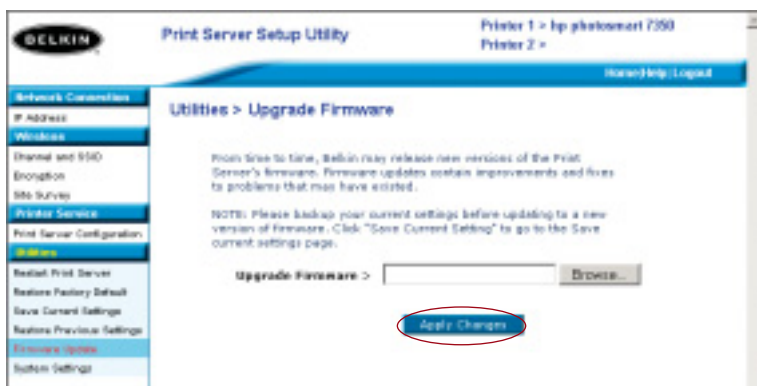 BELKIN
Print Server Setup Utility
Printer 1 > hp photosmart 7350
Printer 2 >
Home|Help|Logout
Network Connection
IP Address
Wireless
Channel and SSID
Encryption
Site Survey
Printer Service
Print Server Configuration
Utilities
Restart Print Server
Restore Factory Default
Save Current Settings
Restore Previous Settings
Firmware Update
System Settings
Utilities > Upgrade Firmware
From time to time, Belkin may release new versions of the Print
Server's firmware. Firmware updates contain improvements and fixes
to problems that may have existed.
NOTE: Please backup your current settings before updating to a new
version of firmware. Click "Save Current Setting" to go to the Save
current settings page.
Upgrade Firmware >
Browse...
Apply Changes